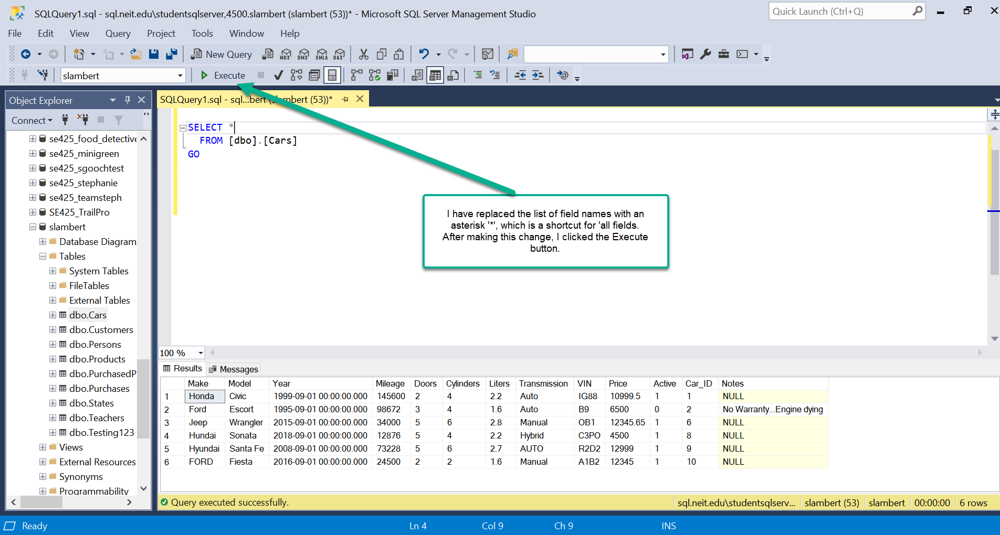 SQLQuery1.sql - sql.neit.edu\studentsqlserver,4500.slambert (slambert (53))* - Microsoft SQL Server Management Studio
Quick Launch (Ctrl+Q)
File Edit View Query Project Tools Window Help
New Query MDX DMX XMLA DAX
slambert Execute
Object Explorer
SQLQuery1.sql - sql...bert (slambert (53))*
Connect
se425_food_detective
se425_minigreen
se425_sgoochtest
se425_stephanie
se425_teamsteph
SE425_TrailPro
slambert
Database Diagram
Tables
System Tables
FileTables
External Tables
dbo.Cars
dbo.Customers
dbo.Persons
dbo.Products
dbo.PurchasedP
dbo.Purchases
dbo.States
dbo.Teachers
dbo.Testing123
Views
External Resources
Synonyms
Programmability
SELECT *
FROM [dbo].[Cars]
GO
I have replaced the list of field names with an
asterisk '*', which is a shortcut for 'all fields.
After making this change, I clicked the Execute
button.
100 %
Results Messages
Make Model Year Mileage Doors Cylinders Liters Transmission VIN Price Active Car_ID Notes
1 Honda Civic 1999-09-01 00:00:00.000 145600 2 4 2.2 Auto IG88 10999.5 1 1 NULL
2 Ford Escort 1995-09-01 00:00:00.000 98672 3 4 1.6 Auto B9 6500 0 2 No Warranty...Engine dying
3 Jeep Wrangler 2015-09-01 00:00:00.000 34000 5 6 2.8 Manual OB1 12345.65 1 6 NULL
4 Hundai Sonata 2018-09-01 00:00:00.000 12876 5 4 2.2 Hybrid C3PO 4500 1 8 NULL
5 Hyundai Santa Fe 2008-09-01 00:00:00.000 73228 5 6 2.7 AUTO R2D2 12999 1 9 NULL
6 FORD Fiesta 2016-09-01 00:00:00.000 24500 2 2 1.6 Manual A1B2 12345 1 10 NULL
Query executed successfully. sql.neit.edu\studentsqlserv... slambert (53) slambert 00:00:00 6 rows
Ready Ln 4 Col 9 Ch 9 INS